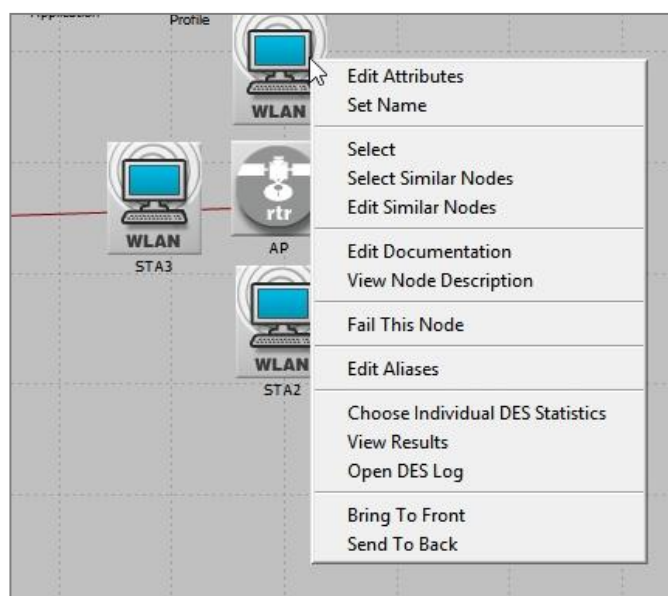 Application
Profile
WLAN
WLAN
STA3
rtr
AP
WLAN
STA2
Edit Attributes
Set Name
Select
Select Similar Nodes
Edit Similar Nodes
Edit Documentation
View Node Description
Fail This Node
Edit Aliases
Choose Individual DES Statistics
View Results
Open DES Log
Bring To Front
Send To Back